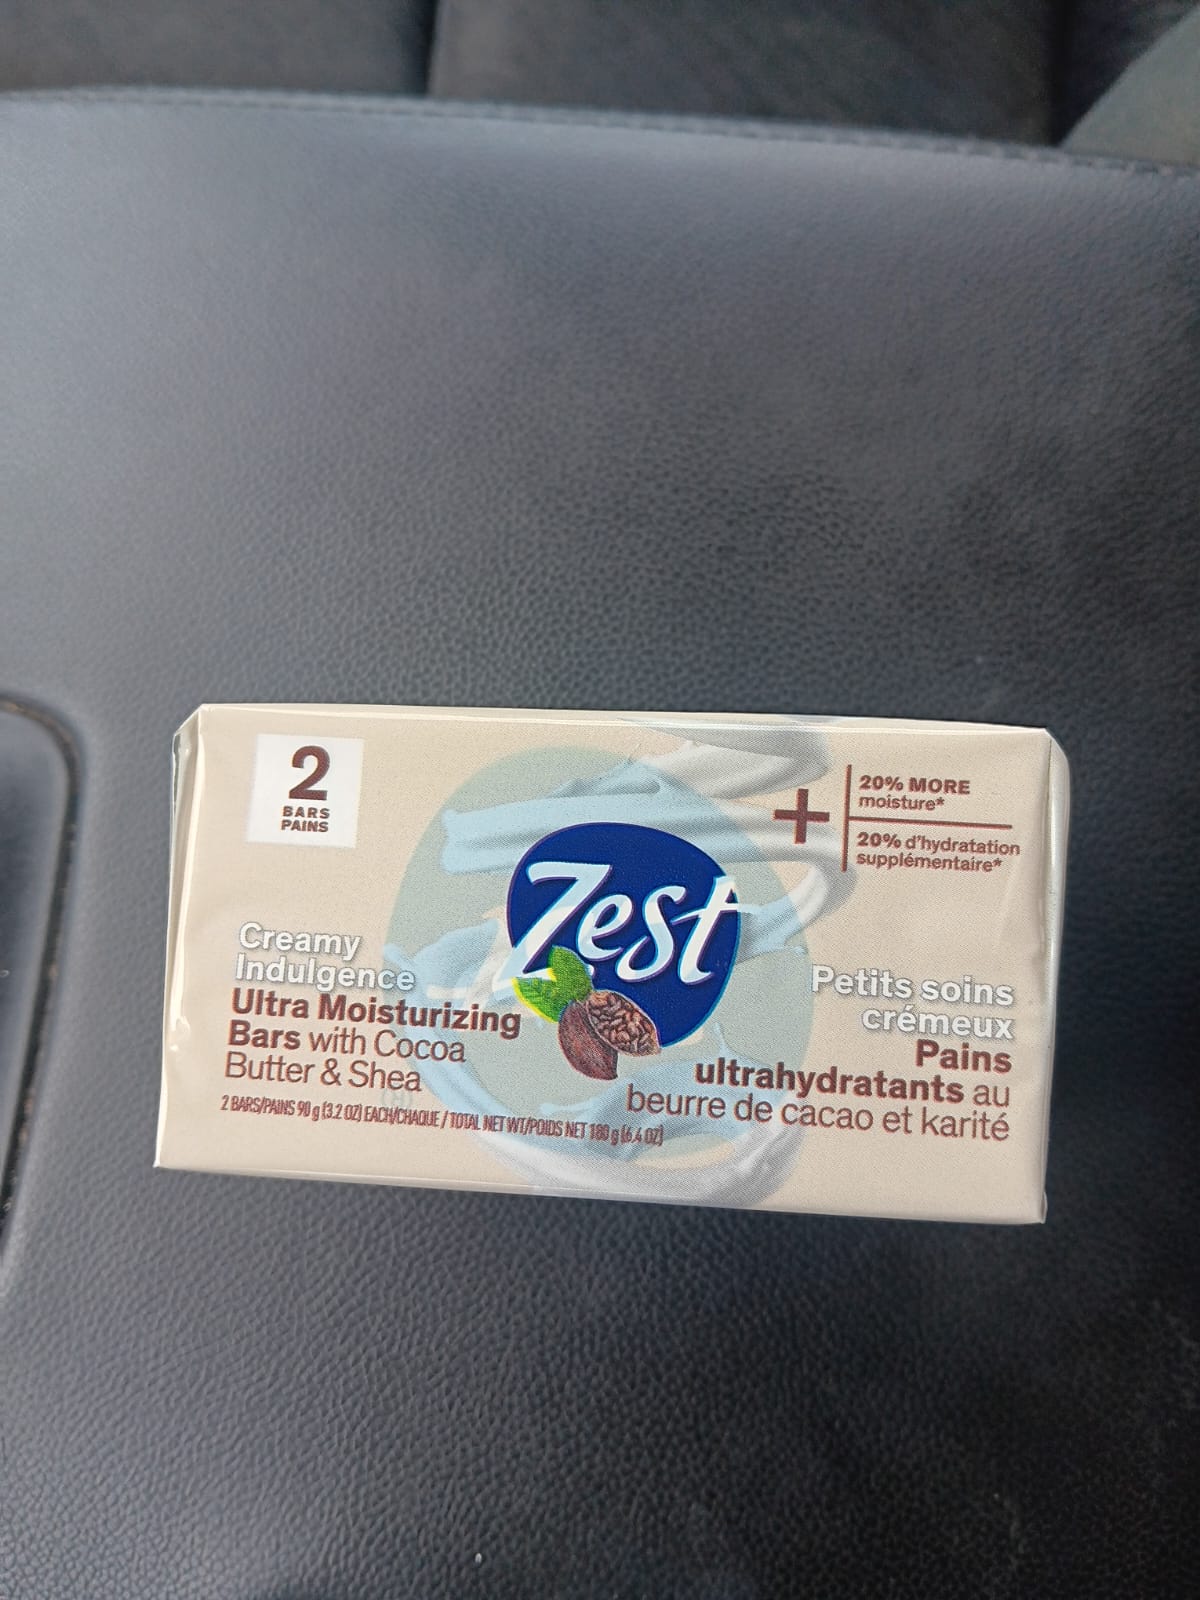 2
BARS
PAINS
+
20% MORE
moisture*
20% d'hydratation
supplémentaire*
Zest
Creamy
Indulgence
Ultra Moisturizing
Bars with Cocoa
Butter & Shea
Petits soins
crémeux
Pains
ultrahydratants au
beurre de cacao et karité
2 BARS/PAINS 90 g (3.2 OZ) EACH/CHAQUE / TOTAL NET WT/POIDS NET 180 g (6.4 OZ)